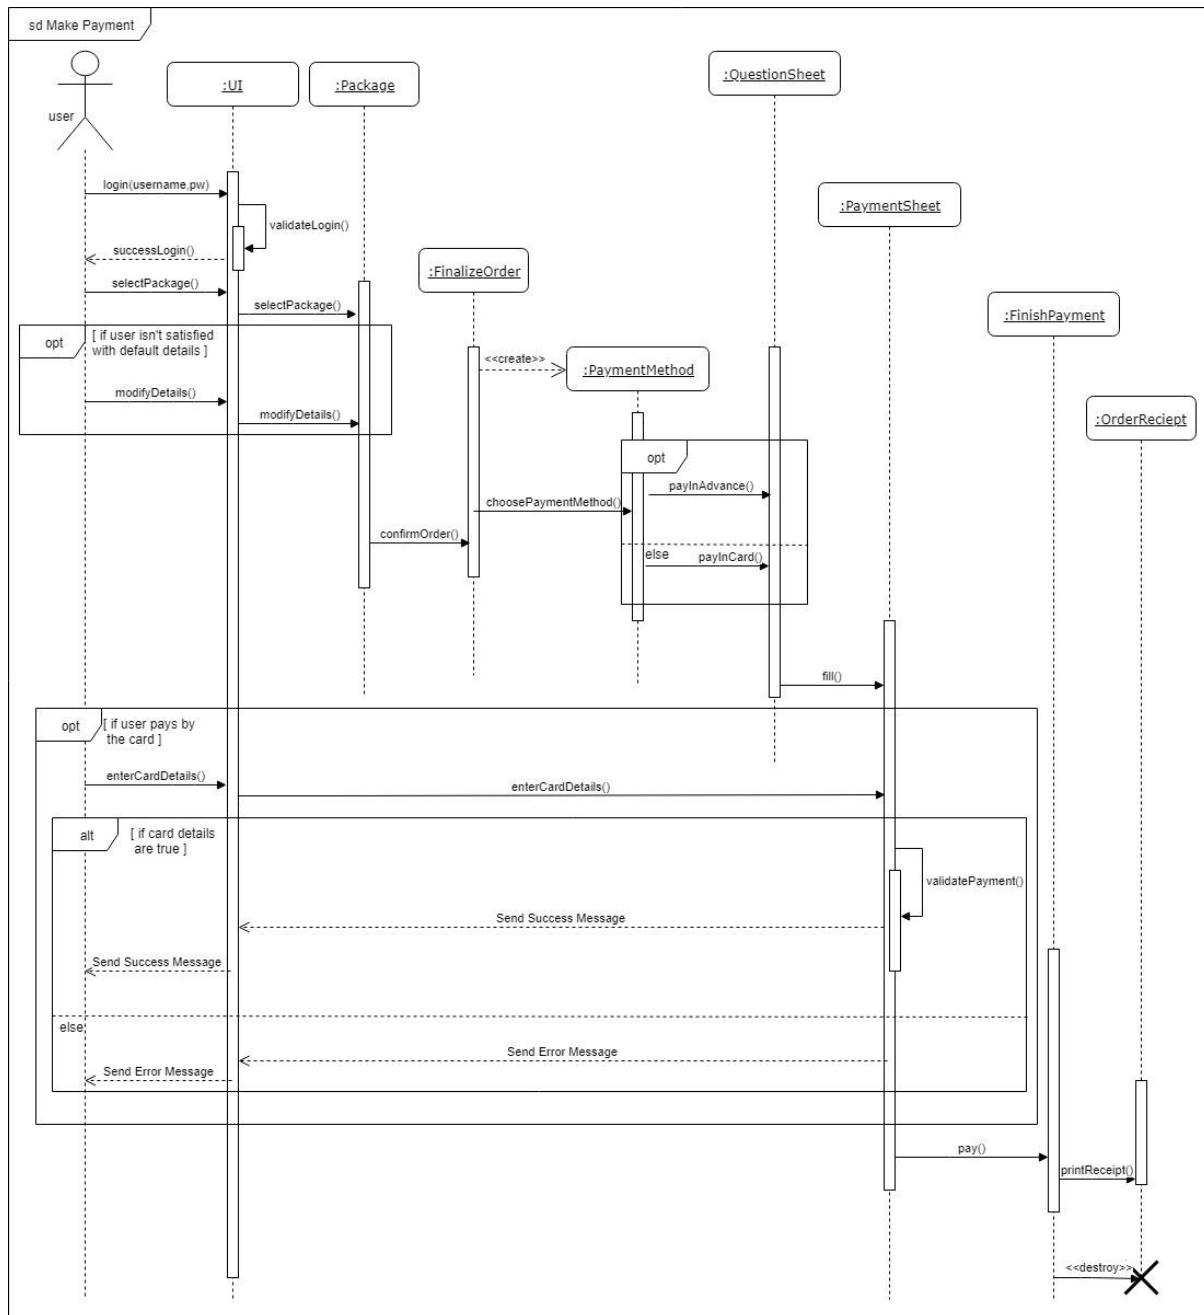 sd Make Payment
user
:UI
:Package
:QuestionSheet
login(username,pw)
:PaymentSheet
validateLogin()
successLogin()
:FinalizeOrder
selectPackage()
selectPackage()
:FinishPayment
opt
[ if user isn't satisfied
with default details ]
<<create>>
:PaymentMethod
modifyDetails()
modifyDetails()
:OrderReciept
opt
payInAdvance()
choosePaymentMethod()
confirmOrder()
else
payInCard()
fill()
opt
[ if user pays by
the card ]
enterCardDetails()
enterCardDetails()
alt
[ if card details
are true ]
validatePayment()
Send Success Message
Send Success Message
else
Send Error Message
Send Error Message
pay()
printReceipt()
<<destroy>>